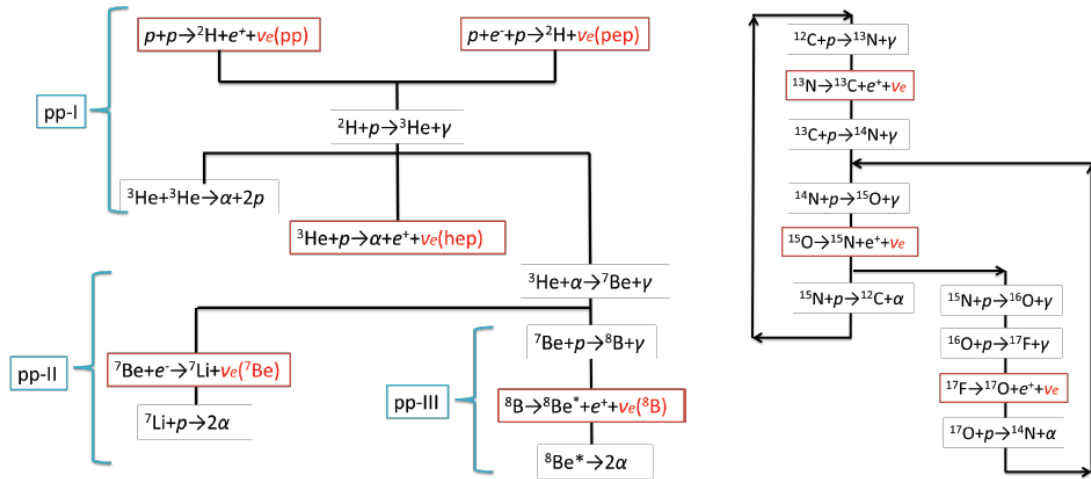 p+p→²H+e⁺+νe(pp)
p+e⁻+p→²H+νe(pep)
pp-I
²H+p→³He+γ
³He+³He→α+2p
³He+p→α+e⁺+νe(hep)
³He+α→⁷Be+γ
pp-II
⁷Be+e⁻→⁷Li+νe(⁷Be)
⁷Li+p→2α
⁷Be+p→⁸B+γ
pp-III
⁸B→⁸Be*+e⁺+νe(⁸B)
⁸Be*→2α
¹²C+p→¹³N+γ
¹³N→¹³C+e⁺+νe
¹³C+p→¹⁴N+γ
¹⁴N+p→¹⁵O+γ
¹⁵O→¹⁵N+e⁺+νe
¹⁵N+p→¹²C+α
¹⁵N+p→¹⁶O+γ
¹⁶O+p→¹⁷F+γ
¹⁷F→¹⁷O+e⁺+νe
¹⁷O+p→¹⁴N+α